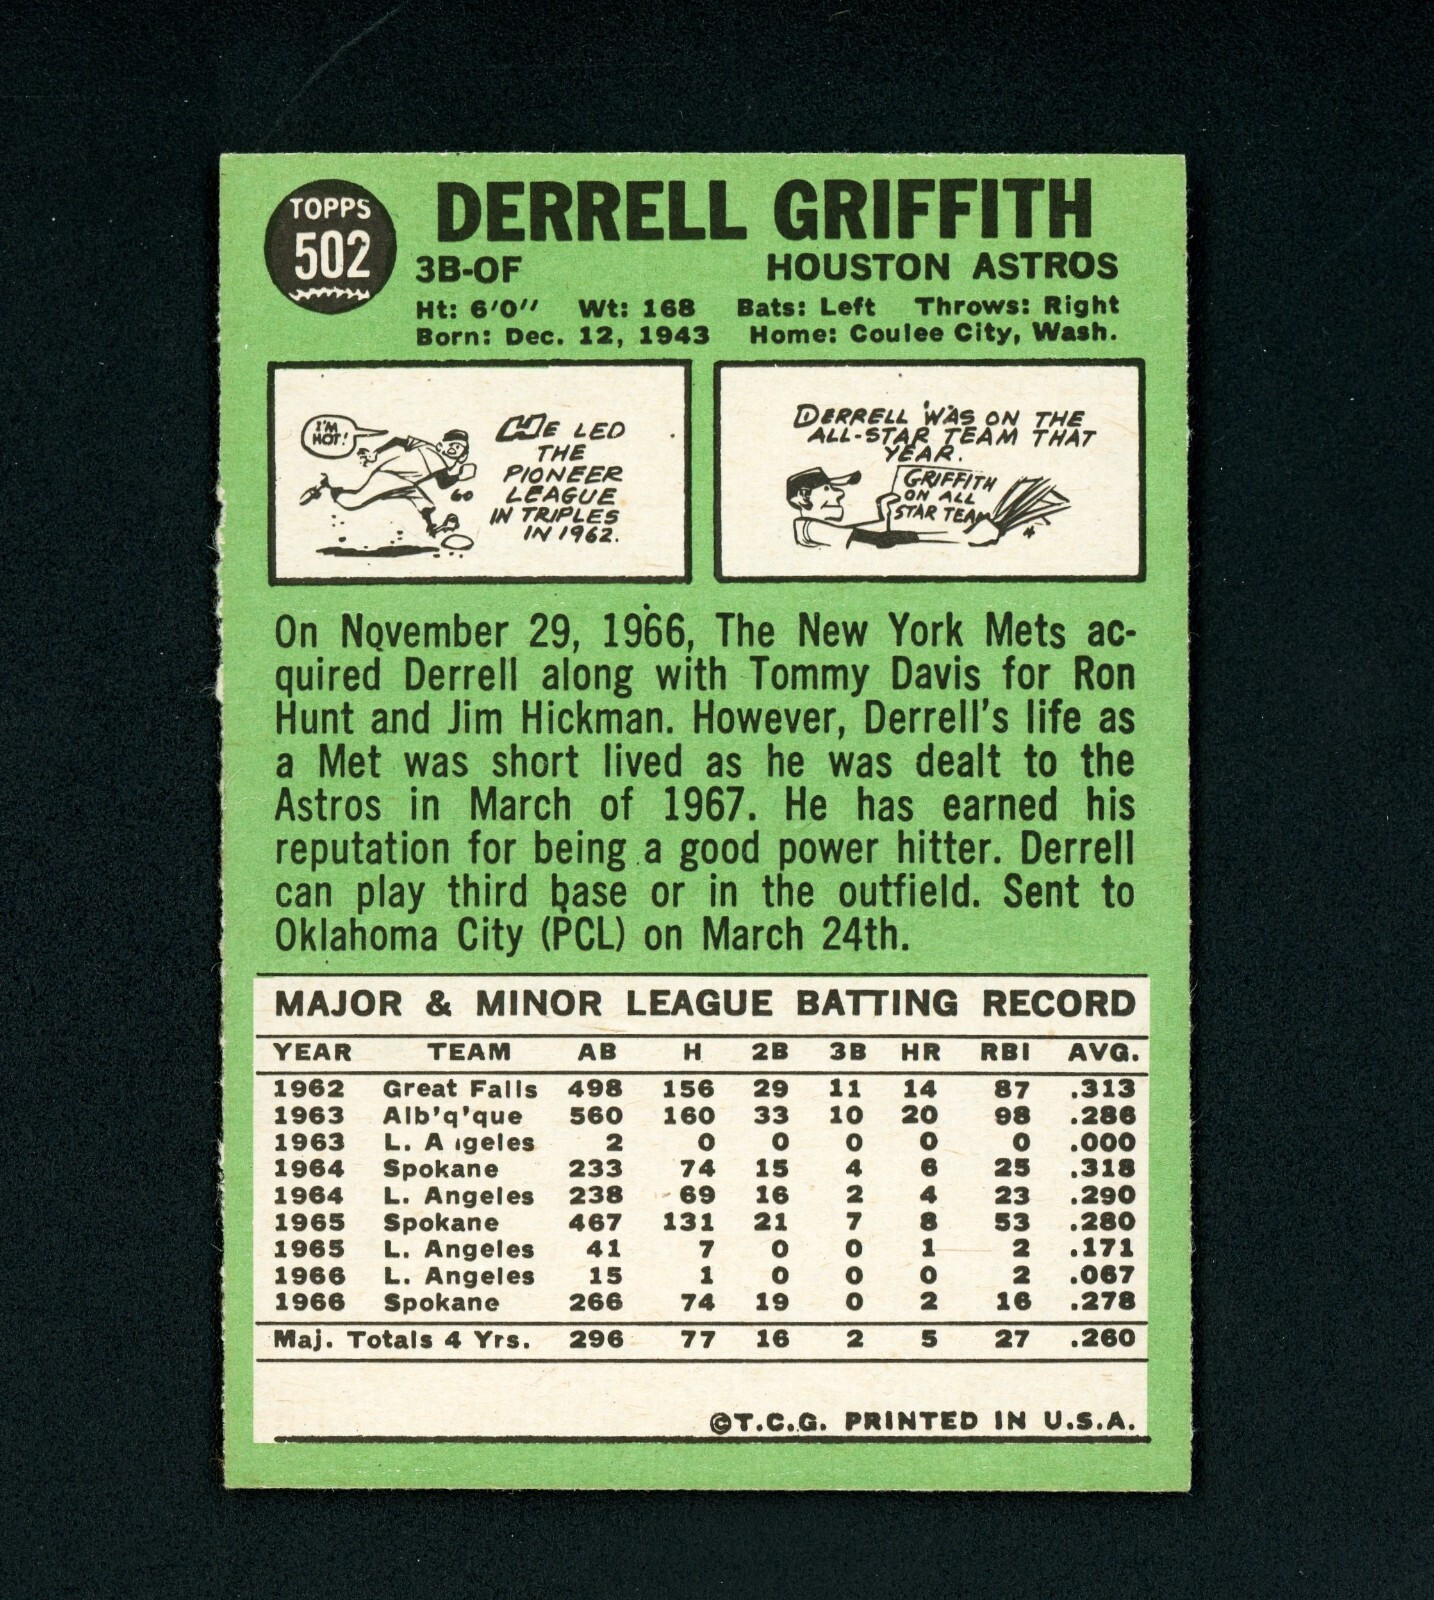 TOPPS
502
DERRELL GRIFFITH
3B-OF HOUSTON ASTROS
Ht: 6'0" Wt: 168 Bats: Left Throws: Right
Born: Dec. 12, 1943 Home: Coulee City, Wash.
I'M
HOT!
HE LED
THE
PIONEER
LEAGUE
IN TRIPLES
IN 1962.
DERRELL WAS ON THE
ALL-STAR TEAM THAT
YEAR.
GRIFFITH
ON ALL
STAR TEAM
On November 29, 1966, The New York Mets ac-
quired Derrell along with Tommy Davis for Ron
Hunt and Jim Hickman. However, Derrell's life as
a Met was short lived as he was dealt to the
Astros in March of 1967. He has earned his
reputation for being a good power hitter. Derrell
can play third base or in the outfield. Sent to
Oklahoma City (PCL) on March 24th.
MAJOR & MINOR LEAGUE BATTING RECORD
YEAR TEAM AB H 2B 3B HR RBI AVG.
1962 Great Falls 498 156 29 11 14 87 .313
1963 Alb'q'que 560 160 33 10 20 98 .286
1963 L. Angeles 2 0 0 0 0 0 .000
1964 Spokane 233 74 15 4 6 25 .318
1964 L. Angeles 238 69 16 2 4 23 .290
1965 Spokane 467 131 21 7 8 53 .280
1965 L. Angeles 41 7 0 0 1 2 .171
1966 L. Angeles 15 1 0 0 0 2 .067
1966 Spokane 266 74 19 0 2 16 .278
Maj. Totals 4 Yrs. 296 77 16 2 5 27 .260
©T.C.G. PRINTED IN U.S.A.